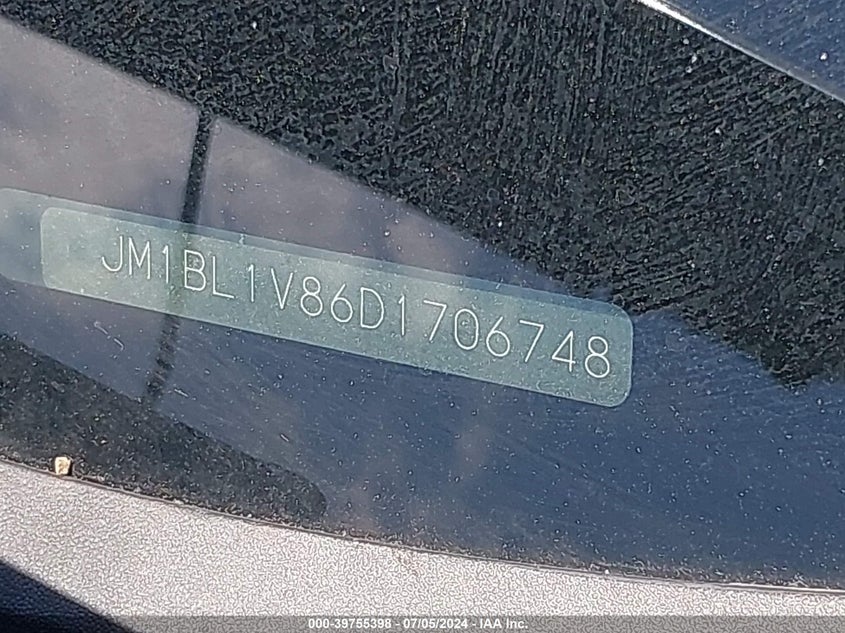 JM1BL1V86D1706748
000-39755398 - 07/05/2024 - IAA Inc.